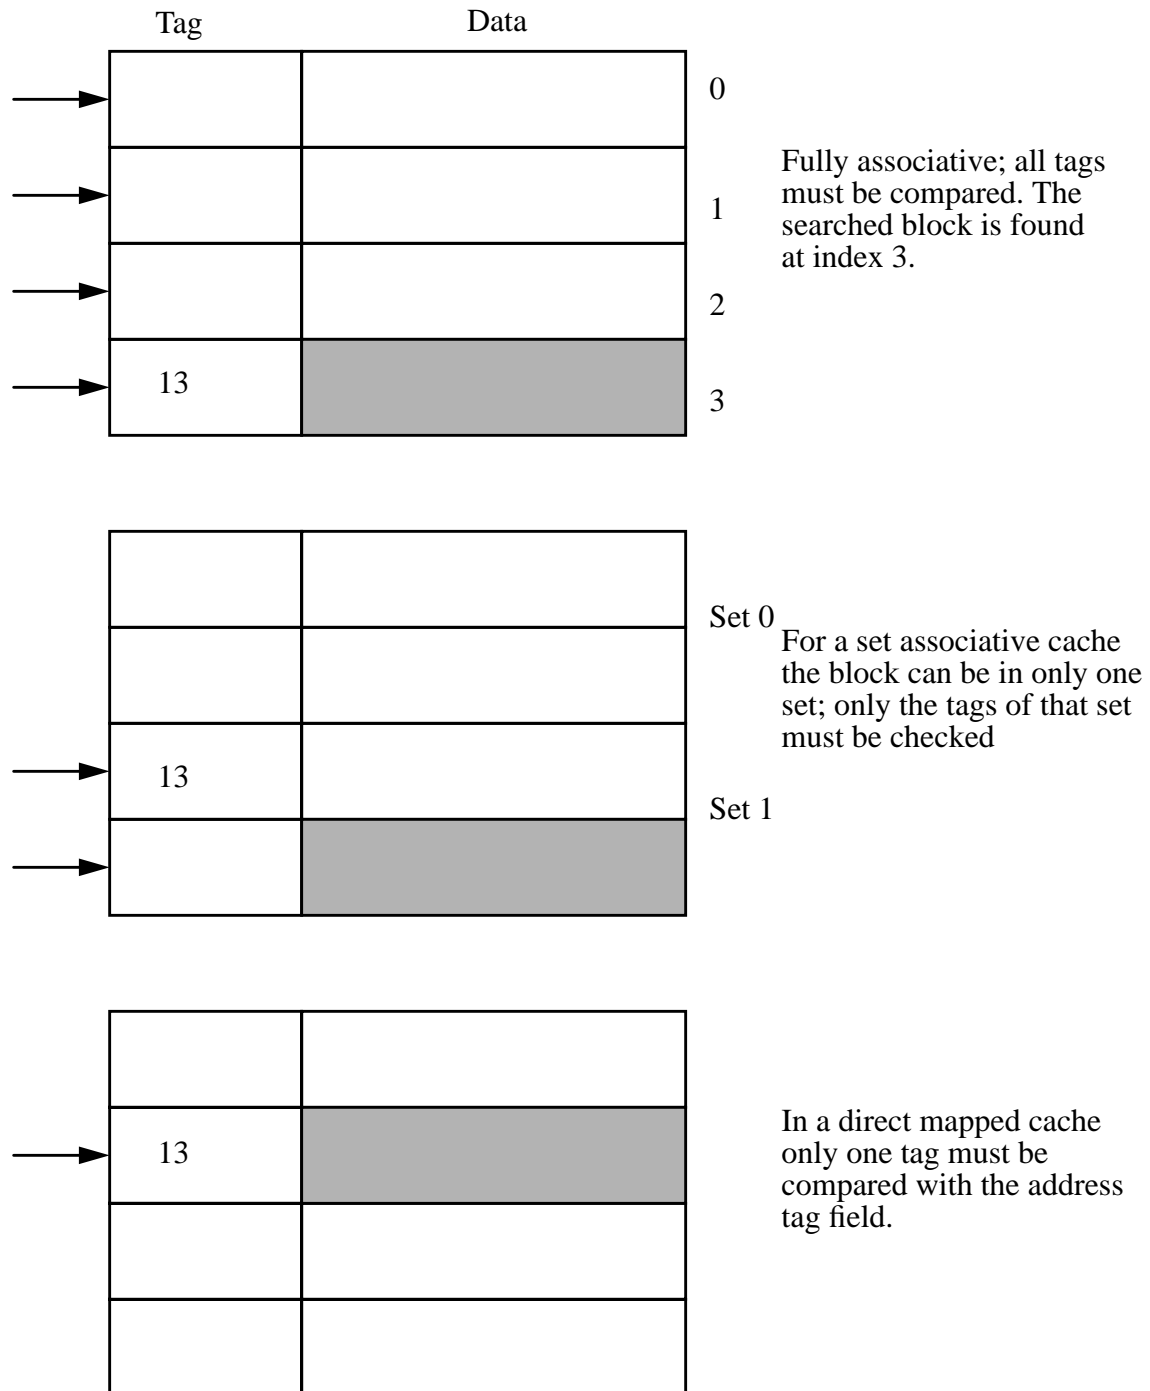 Tag
Data
0
Fully associative; all tags
must be compared. The
1
searched block is found
at index 3.
2
13
3
Set 0
For a set associative cache
the block can be in only one
set; only the tags of that set
must be checked
13
Set 1
In a direct mapped cache
13
only one tag must be
compared with the address
tag field.